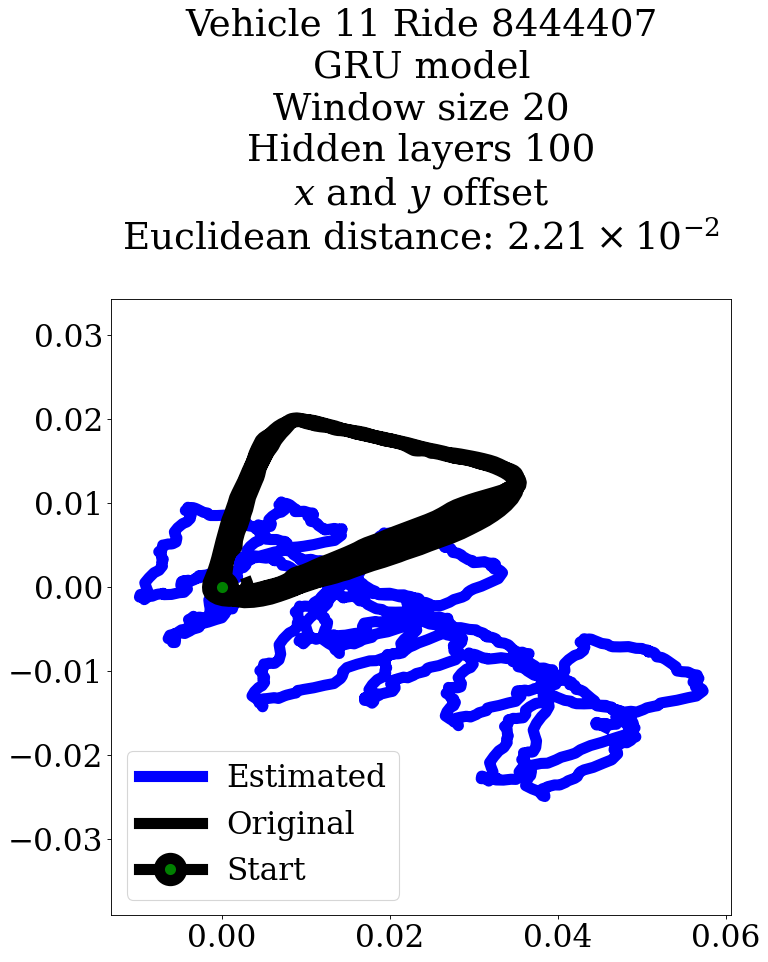 Vehicle 11 Ride 8444407
GRU model
Window size 20
Hidden layers 100
x and y offset
Euclidean distance: 2.21 × 10⁻²
0.03
0.02
0.01
0.00
−0.01
−0.02
−0.03
Estimated
Original
Start
0.00 0.02 0.04 0.06